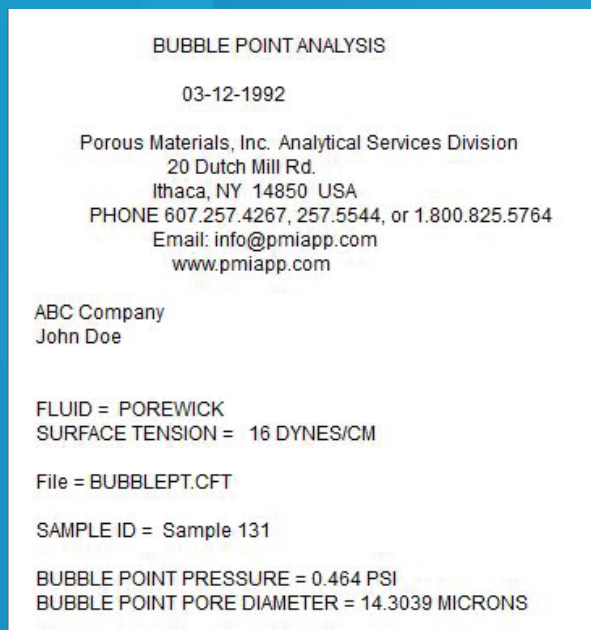 BUBBLE POINT ANALYSIS
03-12-1992
Porous Materials, Inc. Analytical Services Division
20 Dutch Mill Rd.
Ithaca, NY 14850 USA
PHONE 607.257.4267, 257.5544, or 1.800.825.5764
Email: info@pmiapp.com
www.pmiapp.com
ABC Company
John Doe
FLUID = POREWICK
SURFACE TENSION = 16 DYNES/CM
File = BUBBLEPT.CFT
SAMPLE ID = Sample 131
BUBBLE POINT PRESSURE = 0.464 PSI
BUBBLE POINT PORE DIAMETER = 14.3039 MICRONS